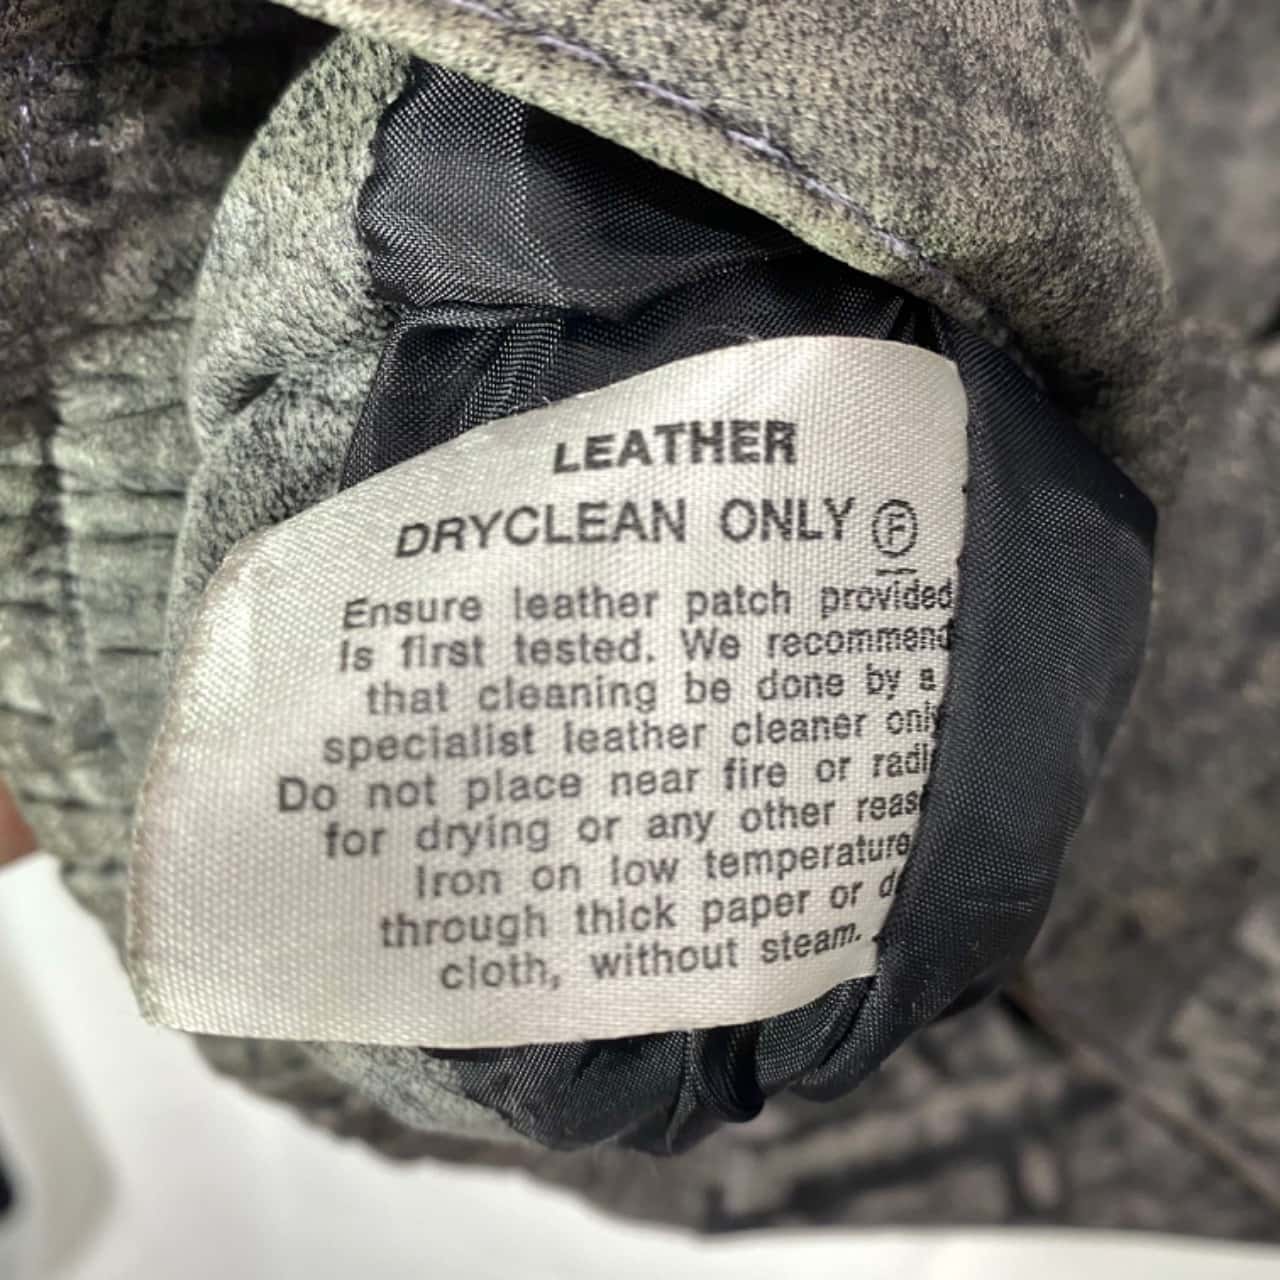 LEATHER
DRYCLEAN ONLY Ⓕ
Ensure leather patch provided
is first tested. We recommend
that cleaning be done by a
specialist leather cleaner only
Do not place near fire or
for drying or any other
Iron on low temperature
through thick paper or
cloth, without steam.